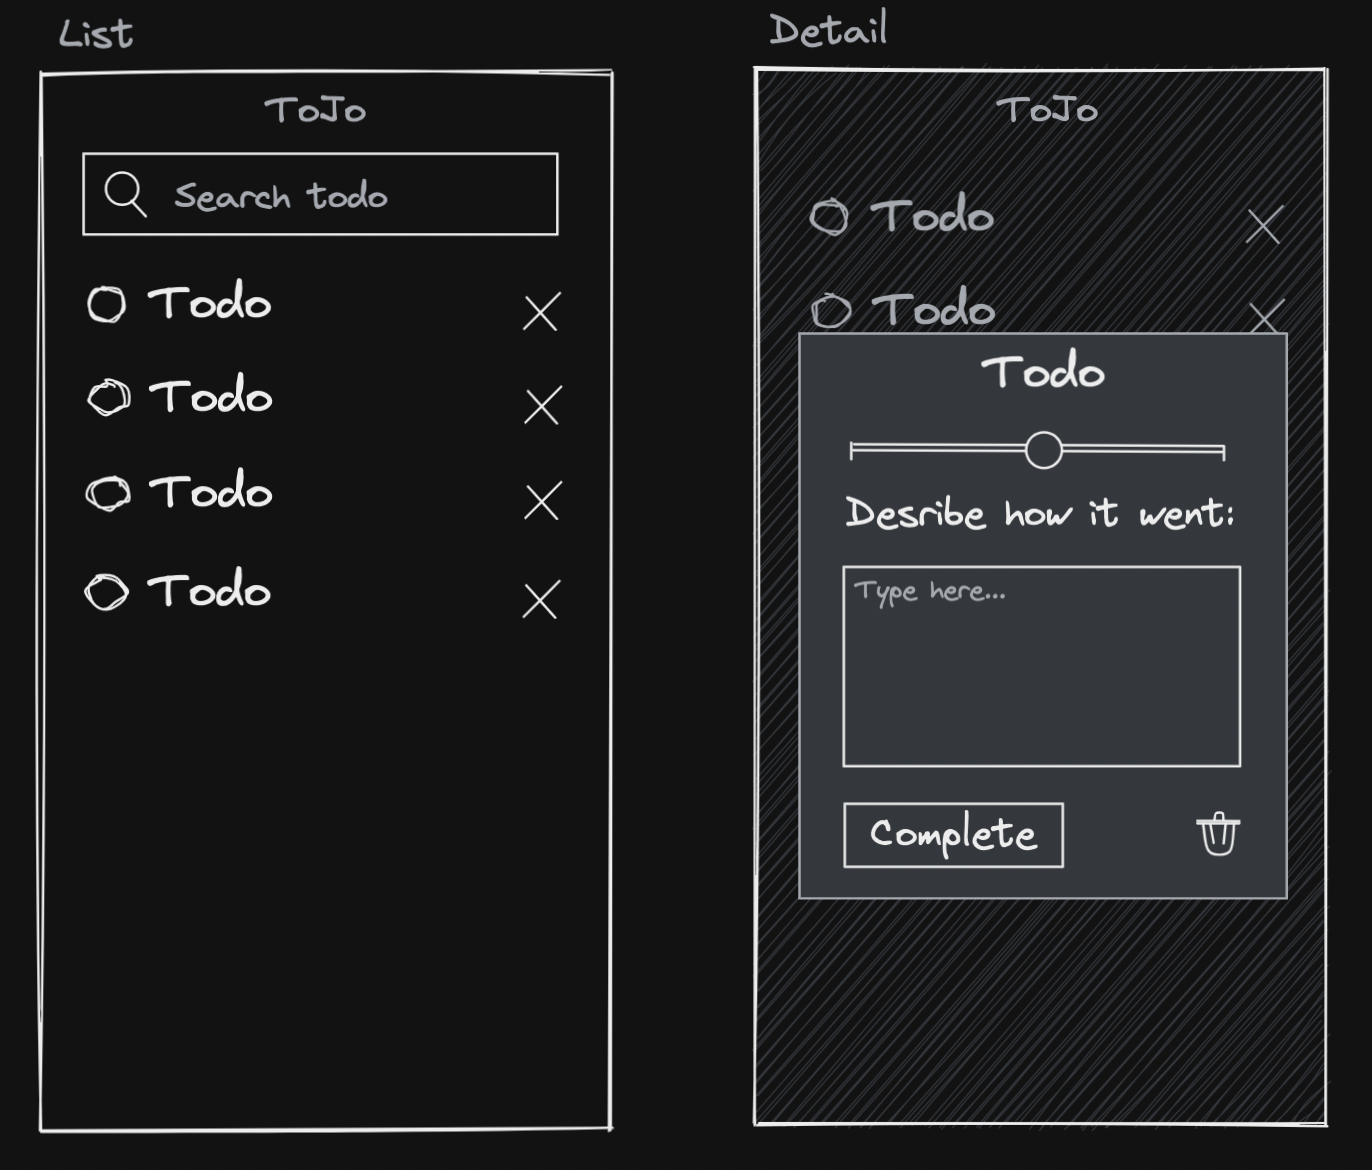 List
ToJo
Search todo
Todo
Todo
Todo
Todo
Detail
ToJo
Todo
Todo
Todo
Desribe how it went:
Type here...
Complete